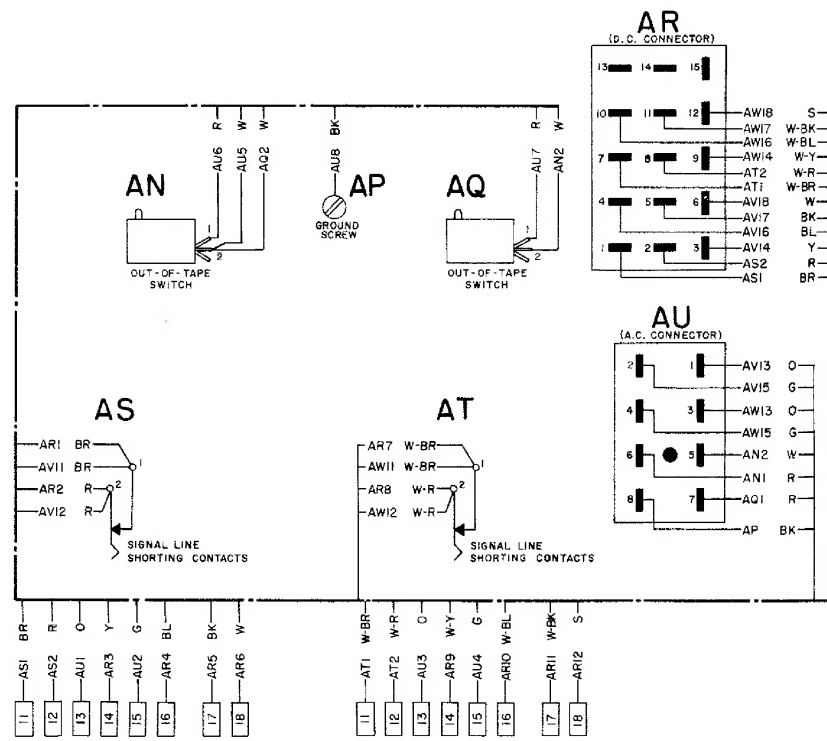 AR
(D.C. CONNECTOR)
13 14 15
10 11 12
7 8 9
4 5 6
1 2 3
AW18 S
AW17 W-BK
AW16 W-BL
AW14 W-Y
AT2 W-R
AT1 W-BR
AV18 W
AV17 BK
AV16 BL
AV14 Y
AS2 R
AS1 BR
AN
AU6 R
AU5 W
AQ2 W
1
2
OUT-OF-TAPE
SWITCH
AP
AU8 BK
GROUND
SCREW
AQ
AU7 R
AN2 W
1
2
OUT-OF-TAPE
SWITCH
AU
(A.C. CONNECTOR)
2 1
4 3
6 5
8 7
AV13 O
AV15 G
AW13 O
AW15 G
AN2 W
AN1 R
AQ1 R
AP BK
AS
AR1 BR
AV11 BR
AR2 R
AV12 R
1
2
SIGNAL LINE
SHORTING CONTACTS
AT
AR7 W-BR
AW11 W-BR
AR8 W-R
AW12 W-R
1
2
SIGNAL LINE
SHORTING CONTACTS
11 AS1 BR
12 AS2 R
13 AU1 O
14 AR3 Y
15 AU2 G
16 AR4 BL
17 AR5 BK
18 AR6 W
11 AT1 W-BR
12 AT2 W-R
13 AU3 O
14 AR9 W-Y
15 AU4 G
16 AR10 W-BL
17 AR11 W-BK
18 AR12 S